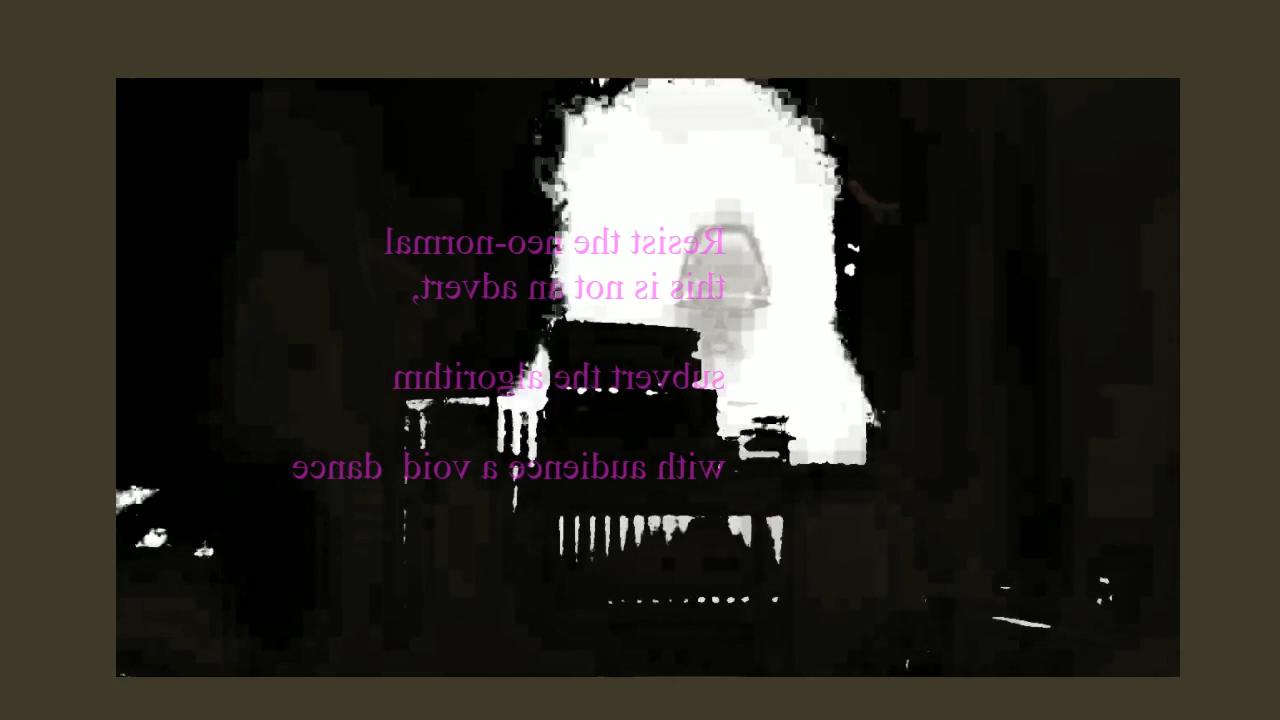 Resist the neo-normal
this is not an advert,
subvert the algorithm
with audience a void dance